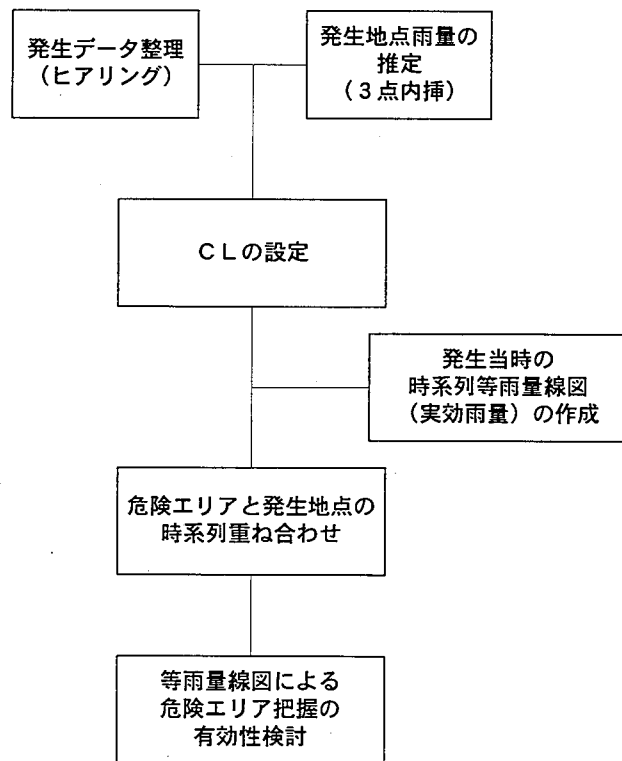 発生データ整理
（ヒアリング）
発生地点雨量の
推定
（３点内挿）
ＣＬの設定
発生当時の
時系列等雨量線図
（実効雨量）の作成
危険エリアと発生地点の
時系列重ね合わせ
等雨量線図による
危険エリア把握の
有効性検討